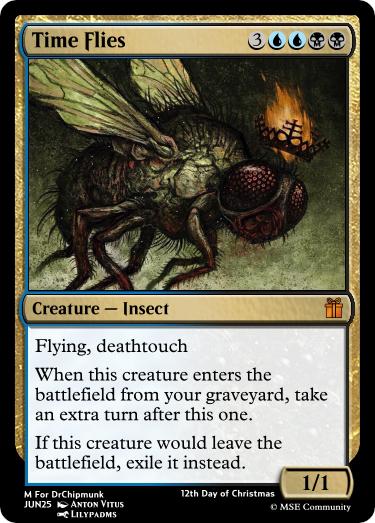 Time Flies 3
Creature — Insect
Flying, deathtouch
When this creature enters the
battlefield from your graveyard, take
an extra turn after this one.
If this creature would leave the
battlefield, exile it instead.
1/1
M For DrChipmunk
12th Day of Christmas
JUN25 Anton Vitus
© MSE Community
Lilypadms